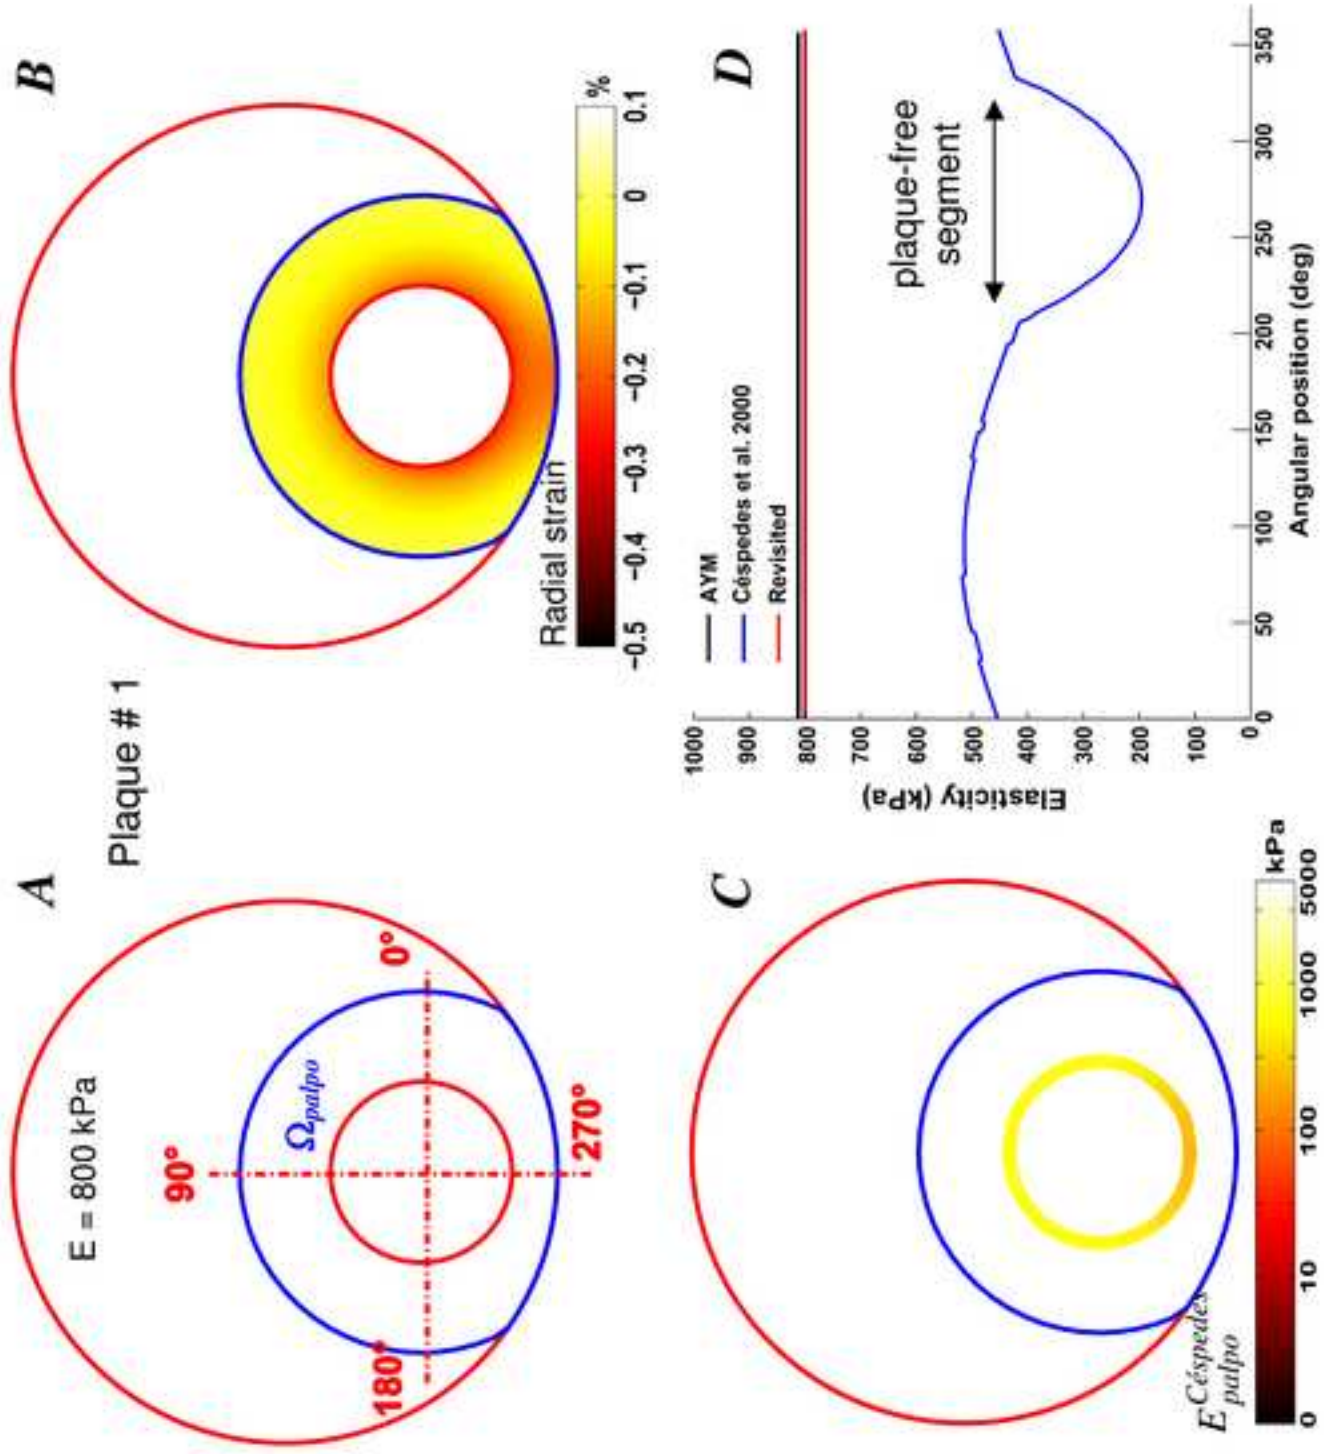 Plaque # 1
A
E = 800 kPa
90°
Ωpalpo
180°
0°
270°
B
Radial strain
%
−0.5 −0.4 −0.3 −0.2 −0.1 0 0.1
C
E Céspedes palpo
kPa
0 10 100 1000 5000
D
AYM
Céspedes et al. 2000
Revisited
plaque-free
segment
Elasticity (kPa)
1000
900
800
700
600
500
400
300
200
100
0
0 50 100 150 200 250 300 350
Angular position (deg)